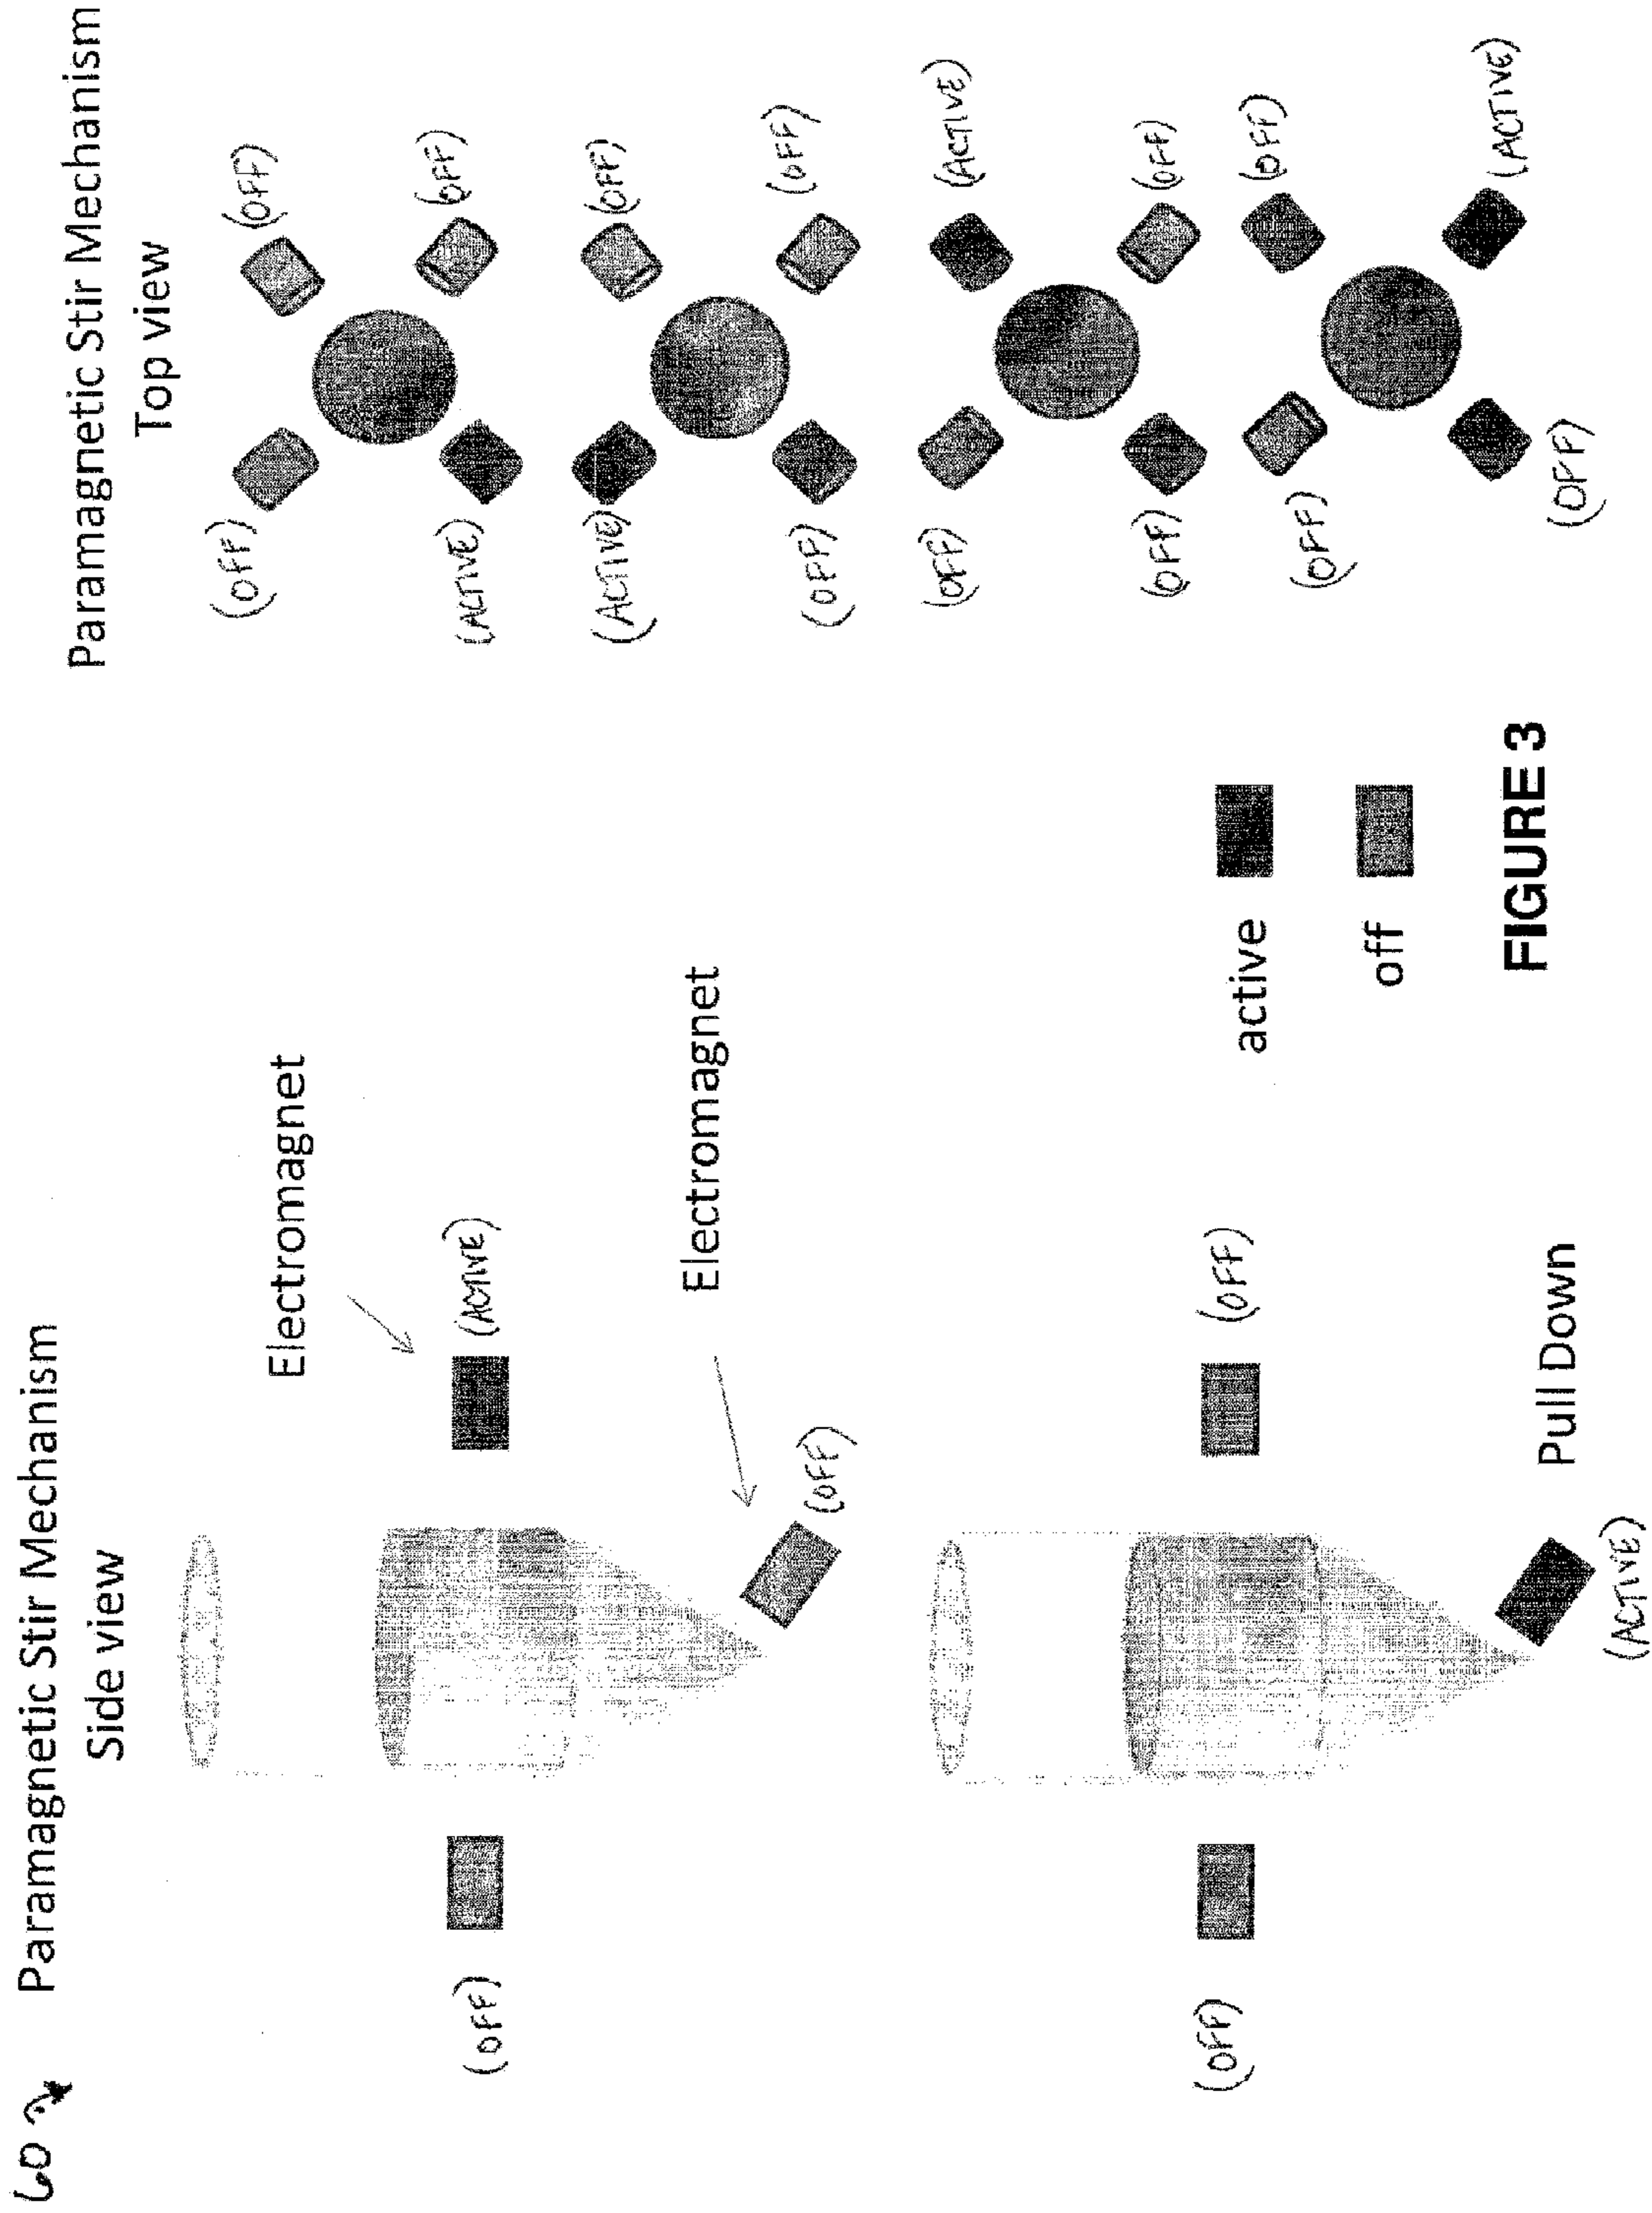 60
Paramagnetic Stir Mechanism
Side view
Electromagnet
(OFF)
(ACTIVE)
Electromagnet
(OFF)
(OFF)
(OFF)
Pull Down
(ACTIVE)
Paramagnetic Stir Mechanism
Top view
(OFF)
(OFF)
(ACTIVE)
(OFF)
(ACTIVE)
(OFF)
(OFF)
(OFF)
(OFF)
(ACTIVE)
(OFF)
(OFF)
(OFF)
(OFF)
(OFF)
(ACTIVE)
active
off
FIGURE 3